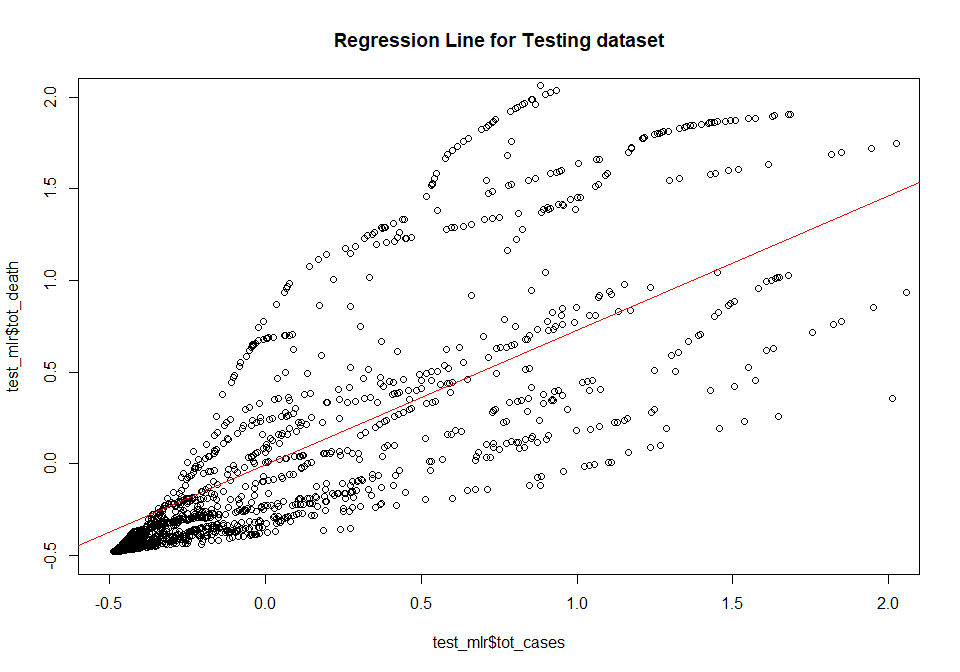 Regression Line for Testing dataset
test_mlr$tot_death
2.0
1.5
1.0
0.5
0.0
-0.5
-0.5 0.0 0.5 1.0 1.5 2.0
test_mlr$tot_cases